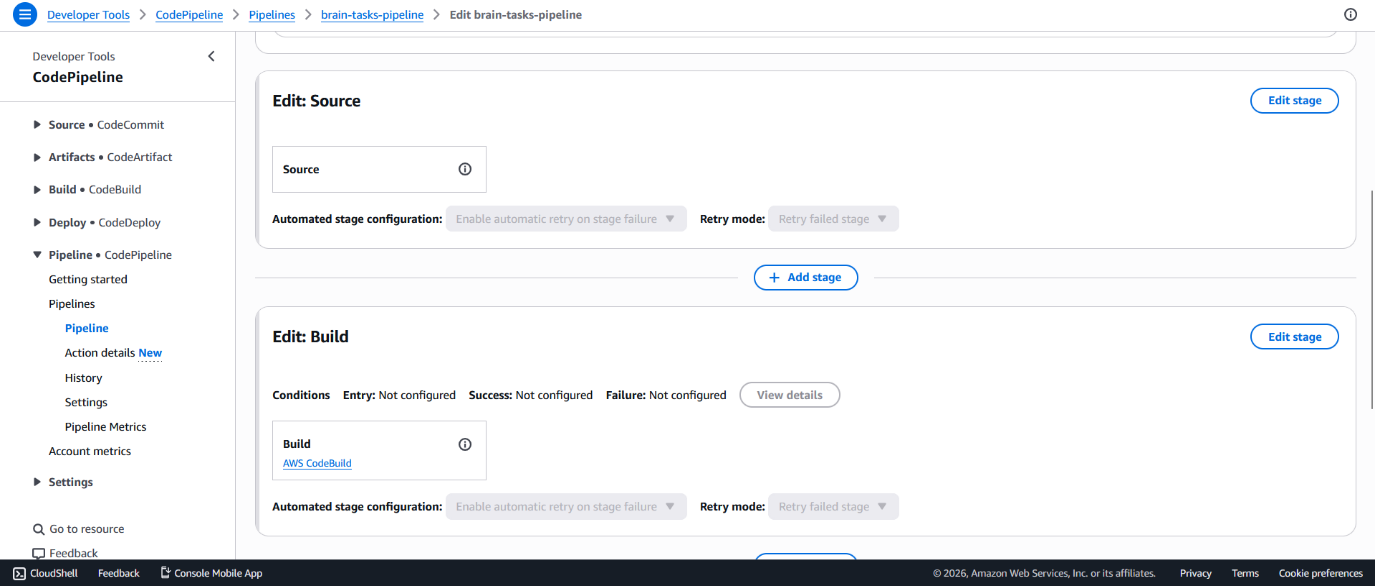 Developer Tools > CodePipeline > Pipelines > brain-tasks-pipeline > Edit brain-tasks-pipeline
Developer Tools
CodePipeline
Source • CodeCommit
Artifacts • CodeArtifact
Build • CodeBuild
Deploy • CodeDeploy
Pipeline • CodePipeline
Getting started
Pipelines
Pipeline
Action details New
History
Settings
Pipeline Metrics
Account metrics
Settings
Go to resource
Feedback
Edit: Source
Edit stage
Source
Automated stage configuration: Enable automatic retry on stage failure Retry mode: Retry failed stage
+ Add stage
Edit: Build
Edit stage
Conditions Entry: Not configured Success: Not configured Failure: Not configured View details
Build
AWS CodeBuild
Automated stage configuration: Enable automatic retry on stage failure Retry mode: Retry failed stage
CloudShell Feedback Console Mobile App © 2026, Amazon Web Services, Inc. or its affiliates. Privacy Terms Cookie preferences